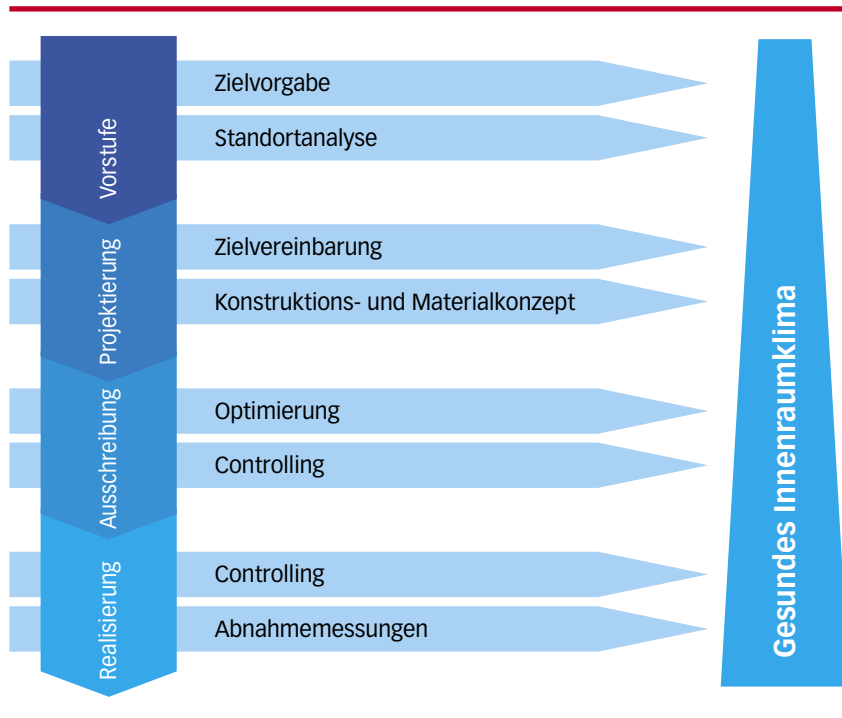 Vorstufe
Zielvorgabe
Standortanalyse
Projektierung
Zielvereinbarung
Konstruktions- und Materialkonzept
Ausschreibung
Optimierung
Controlling
Realisierung
Controlling
Abnahmemessungen
Gesundes Innenraumklima